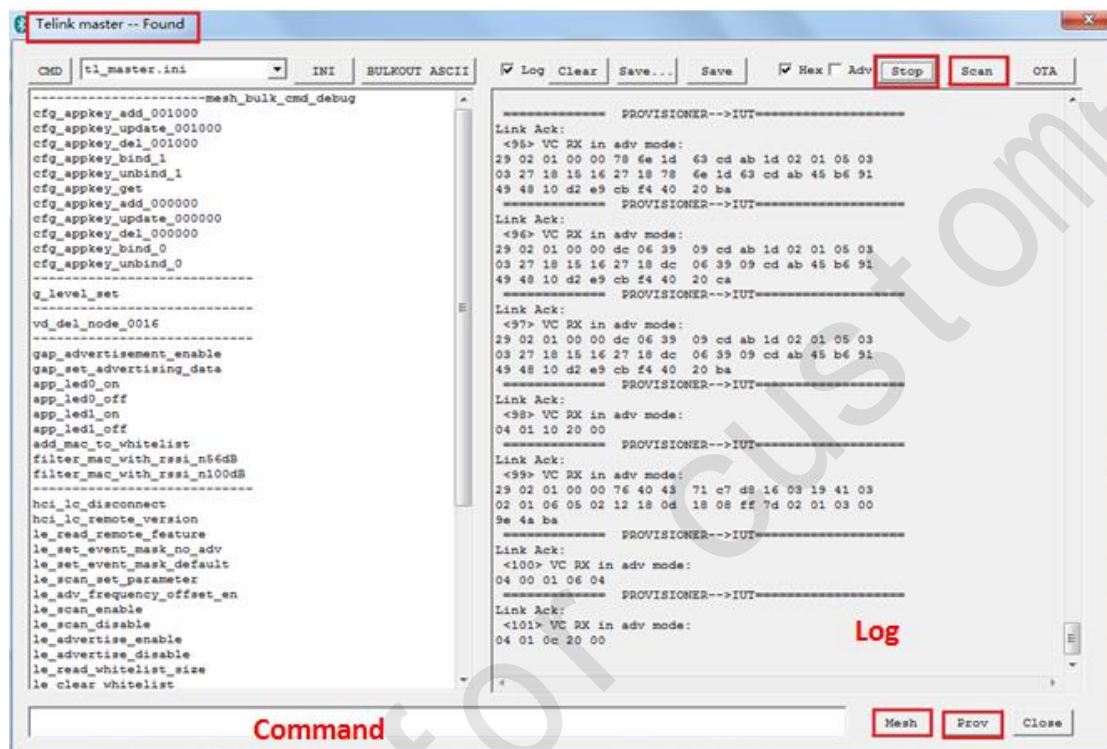 Telink master -- Found
CMD tl_master.ini INI BULKOUT ASCII Log Clear Save... Save Hex Adv Stop Scan OTA
-----------------------mesh_bulk_cmd_debug
cfg_appkey_add_001000
cfg_appkey_update_001000
cfg_appkey_del_001000
cfg_appkey_bind_1
cfg_appkey_unbind_1
cfg_appkey_get
cfg_appkey_add_000000
cfg_appkey_update_000000
cfg_appkey_del_000000
cfg_appkey_bind_0
cfg_appkey_unbind_0
-----------------------------
g_level_set
-----------------------------
vd_del_node_0016
-----------------------------
gap_advertisement_enable
gap_set_advertising_data
app_led0_on
app_led0_off
app_led1_on
app_led1_off
add_mac_to_whitelist
filter_mac_with_rssi_n56dB
filter_mac_with_rssi_n100dB
-----------------------------
hci_lc_disconnect
hci_lc_remote_version
le_read_remote_feature
le_set_event_mask_no_adv
le_set_event_mask_default
le_scan_set_parameter
le_adv_frequency_offset_en
le_scan_enable
le_scan_disable
le_advertise_enable
le_advertise_disable
le_read_whitelist_size
le_clear_whitelist
============== PROVISIONER-->IUT====================
Link Ack:
<95> VC RX in adv mode:
29 02 01 00 00 78 6e 1d 63 cd ab 1d 02 01 05 03
03 27 18 15 16 27 18 78 6e 1d 63 cd ab 45 b6 91
49 48 10 d2 e9 cb f4 40 20 ba
============== PROVISIONER-->IUT====================
Link Ack:
<96> VC RX in adv mode:
29 02 01 00 00 dc 06 39 09 cd ab 1d 02 01 05 03
03 27 18 15 16 27 18 dc 06 39 09 cd ab 45 b6 91
49 48 10 d2 e9 cb f4 40 20 ca
============== PROVISIONER-->IUT====================
Link Ack:
<97> VC RX in adv mode:
29 02 01 00 00 dc 06 39 09 cd ab 1d 02 01 05 03
03 27 18 15 16 27 18 dc 06 39 09 cd ab 45 b6 91
49 48 10 d2 e9 cb f4 40 20 ba
============== PROVISIONER-->IUT====================
Link Ack:
<98> VC RX in adv mode:
04 01 10 20 00
============== PROVISIONER-->IUT====================
Link Ack:
<99> VC RX in adv mode:
29 02 01 00 00 76 40 43 71 c7 d8 16 03 19 41 03
02 01 06 05 02 12 18 0d 18 08 ff 7d 02 01 03 00
9e 4a ba
============== PROVISIONER-->IUT====================
Link Ack:
<100> VC RX in adv mode:
04 00 01 06 04
============== PROVISIONER-->IUT====================
Link Ack:
<101> VC RX in adv mode:
04 01 0c 20 00
Log
Command
Mesh Prov Close
for custome